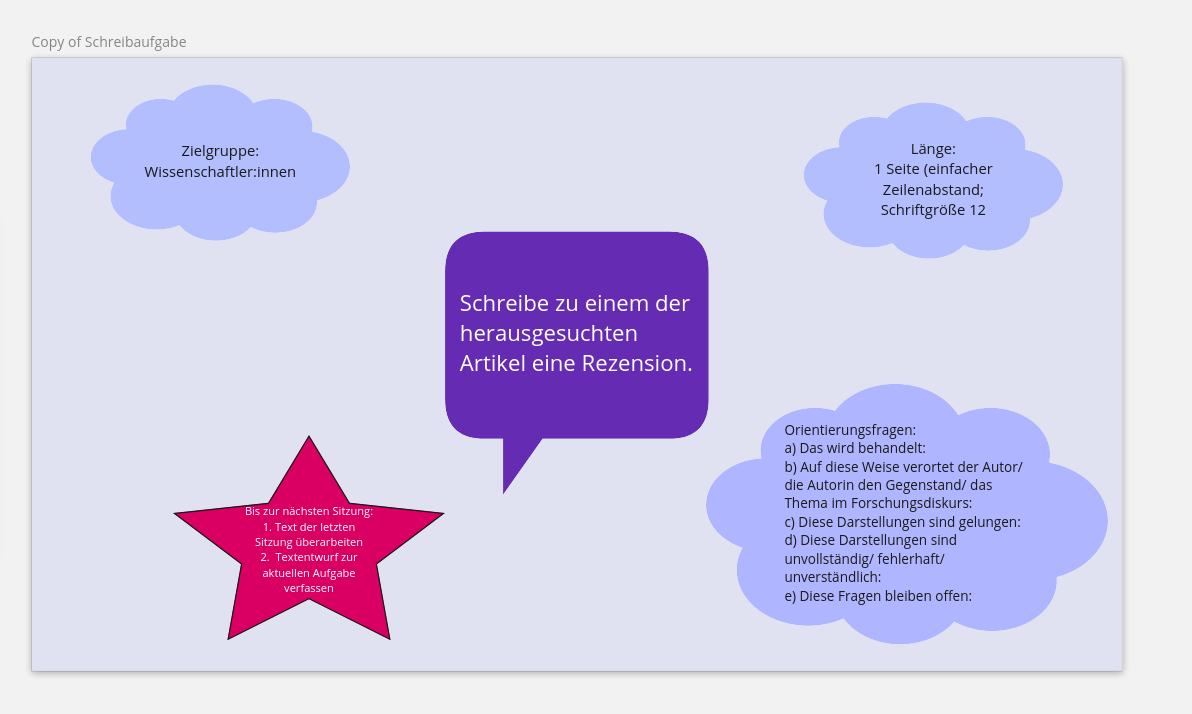 Copy of Schreibaufgabe
Zielgruppe:
Wissenschaftler:innen
Länge:
1 Seite (einfacher
Zeilenabstand;
Schriftgröße 12
Schreibe zu einem der
herausgesuchten
Artikel eine Rezension.
Bis zur nächsten Sitzung:
1. Text der letzten
Sitzung überarbeiten
2. Textentwurf zur
aktuellen Aufgabe
verfassen
Orientierungsfragen:
a) Das wird behandelt:
b) Auf diese Weise verortet der Autor/
die Autorin den Gegenstand/ das
Thema im Forschungsdiskurs:
c) Diese Darstellungen sind gelungen:
d) Diese Darstellungen sind
unvollständig/ fehlerhaft/
unverständlich:
e) Diese Fragen bleiben offen: